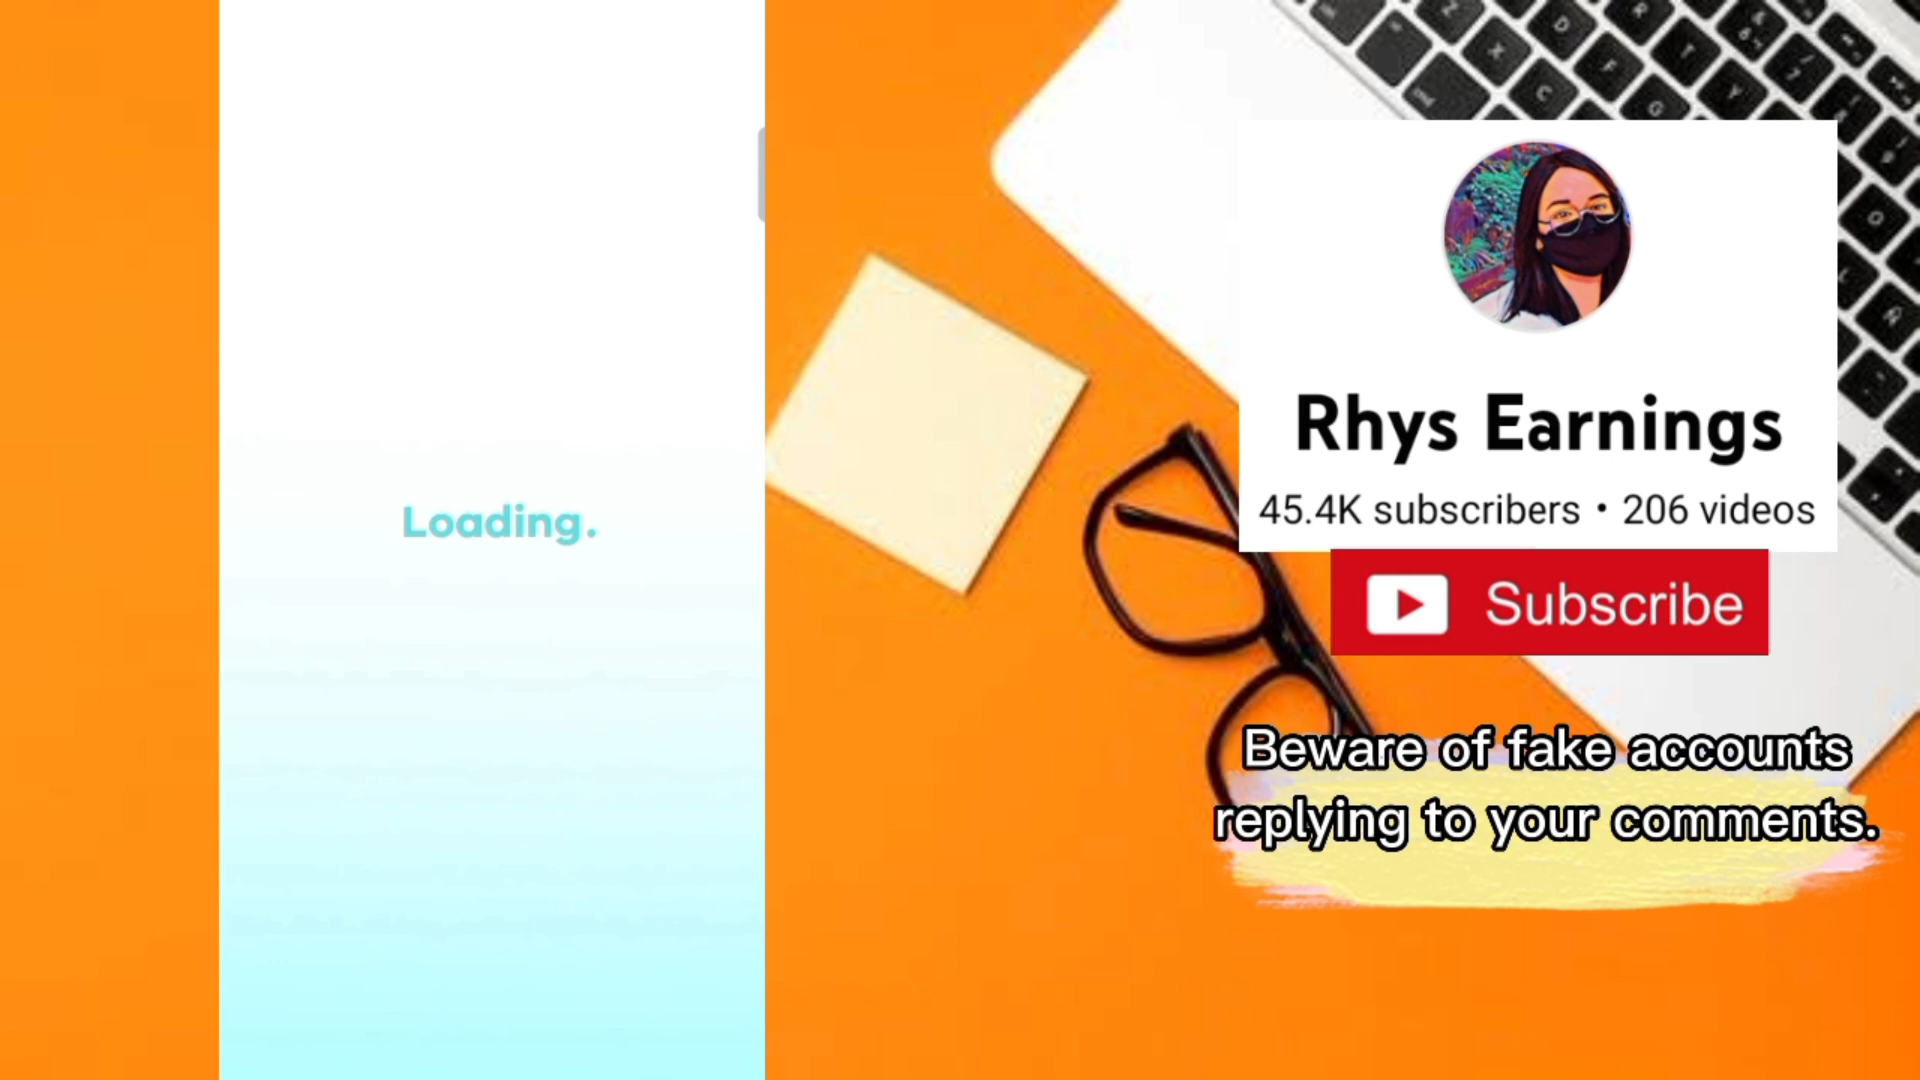 Loading.
Rhys Earnings
45.4K subscribers • 206 videos
Subscribe
Beware of fake accounts
replying to your comments.